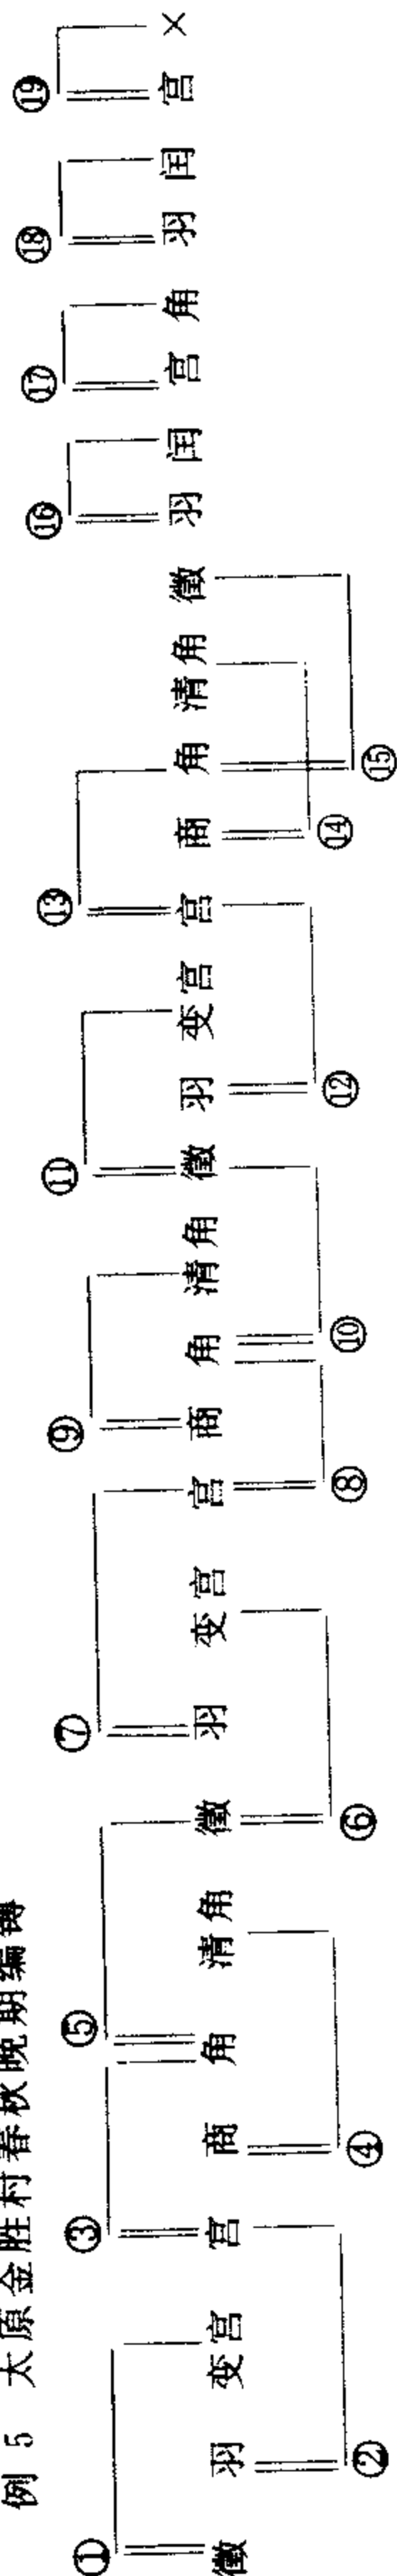 例 5 太原金胜村春秋晚期编镈
① ③ ⑤ ⑦ ⑨ ⑪ ⑬ ⑯ ⑰ ⑱ ⑲
徵 羽 变宫 宫 商 角 清角 徵 羽 变宫 宫 商 角 清角 徵 羽 变宫 宫 商 角 清角 徵 羽 闰 宫 角 羽 闰 宫 ×
② ④ ⑥ ⑧ ⑩ ⑫ ⑭ ⑮